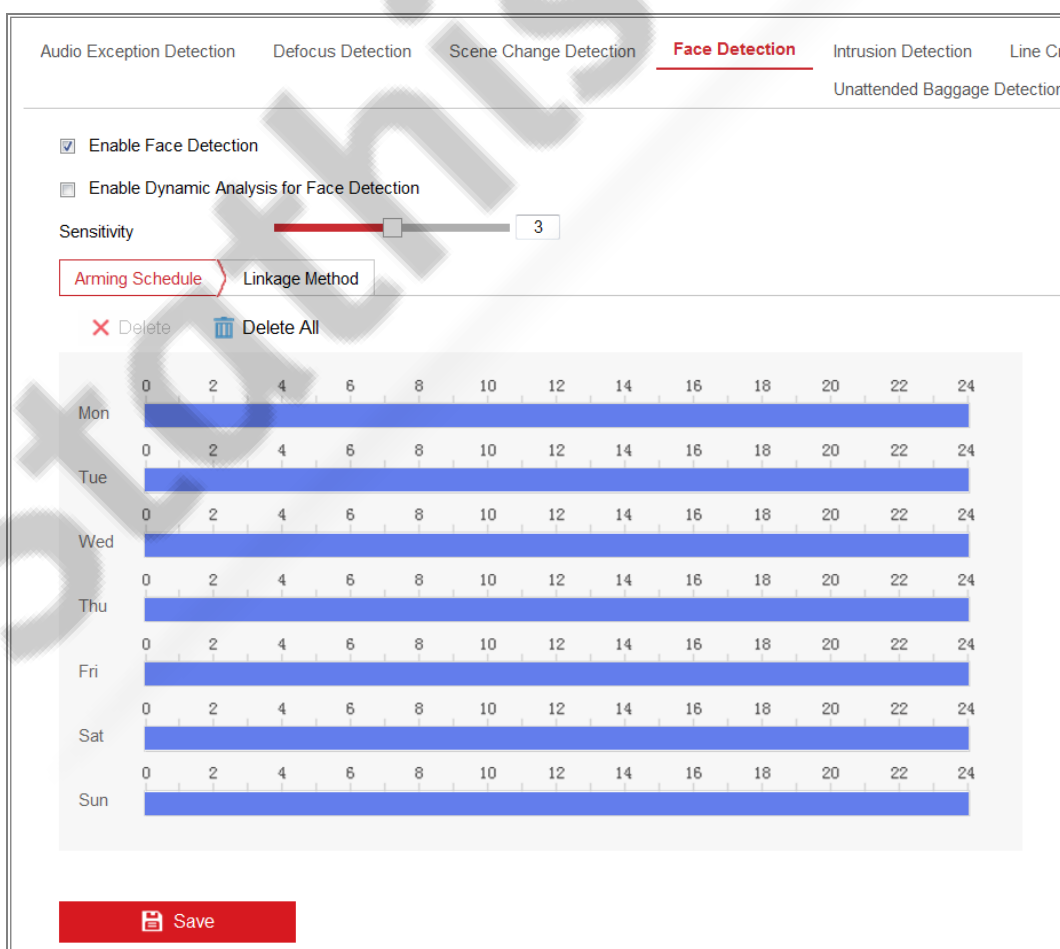 Audio Exception Detection Defocus Detection Scene Change Detection Face Detection Intrusion Detection Line Cr
Unattended Baggage Detection
Enable Face Detection
Enable Dynamic Analysis for Face Detection
Sensitivity 3
Arming Schedule Linkage Method
Delete Delete All
0 2 4 6 8 10 12 14 16 18 20 22 24
Mon
0 2 4 6 8 10 12 14 16 18 20 22 24
Tue
0 2 4 6 8 10 12 14 16 18 20 22 24
Wed
0 2 4 6 8 10 12 14 16 18 20 22 24
Thu
0 2 4 6 8 10 12 14 16 18 20 22 24
Fri
0 2 4 6 8 10 12 14 16 18 20 22 24
Sat
0 2 4 6 8 10 12 14 16 18 20 22 24
Sun
Save